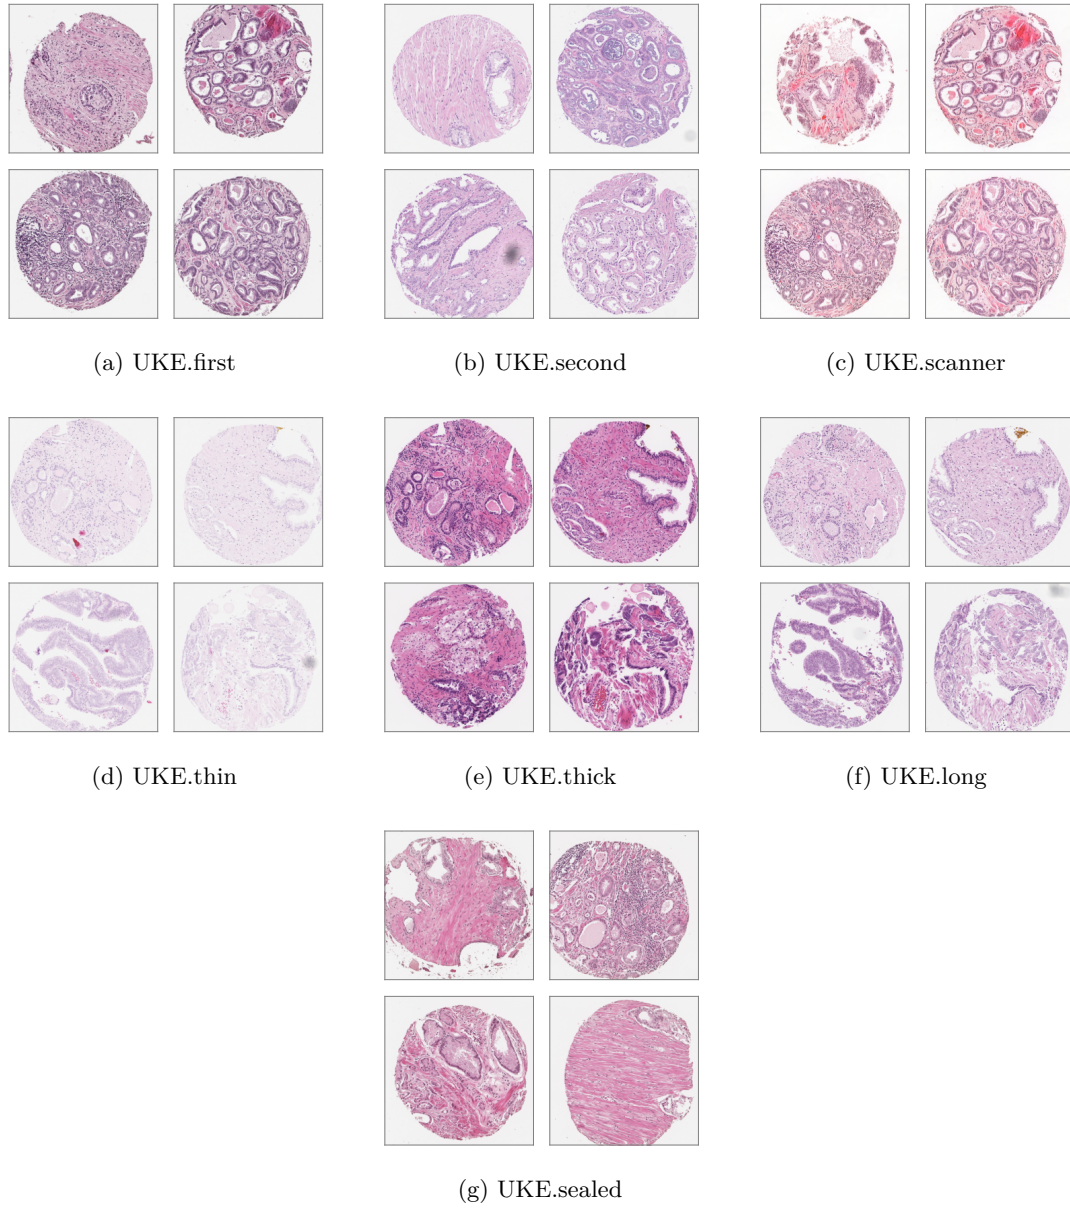 (a) UKE.first
(b) UKE.second
(c) UKE.scanner
(d) UKE.thin
(e) UKE.thick
(f) UKE.long
(g) UKE.sealed